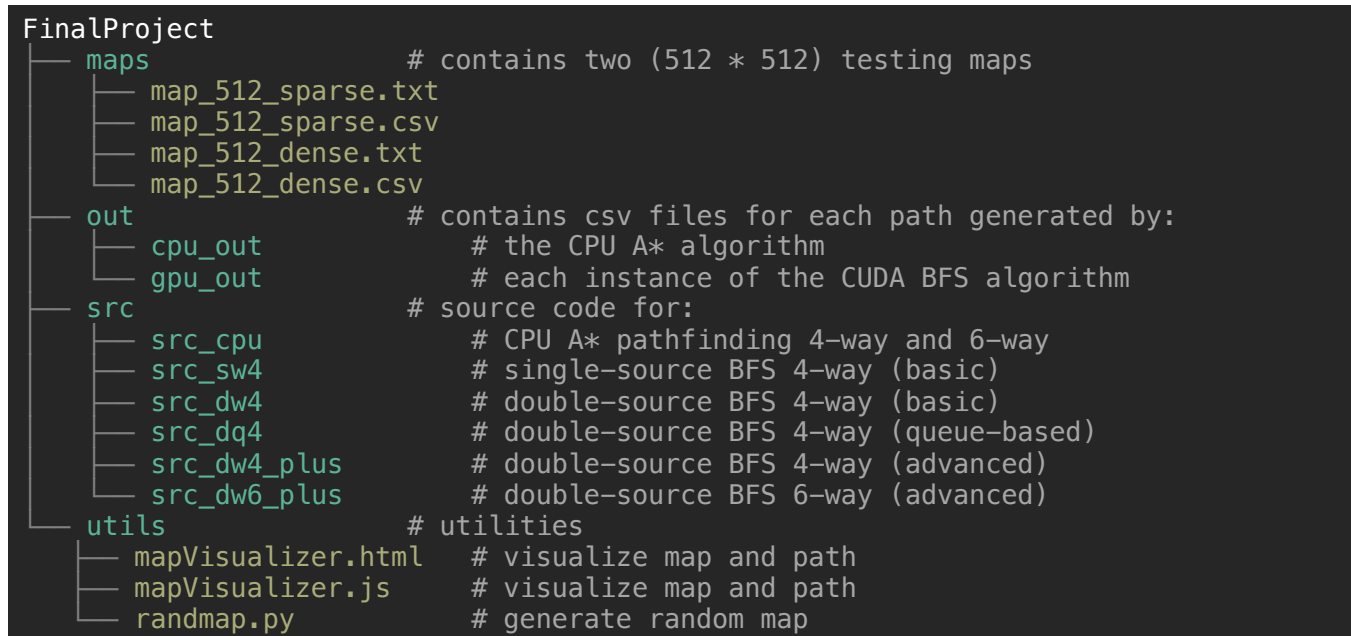 FinalProject
├── maps                # contains two (512 * 512) testing maps
│   ├── map_512_sparse.txt
│   ├── map_512_sparse.csv
│   ├── map_512_dense.txt
│   └── map_512_dense.csv
├── out                 # contains csv files for each path generated by:
│   ├── cpu_out             # the CPU A* algorithm
│   └── gpu_out             # each instance of the CUDA BFS algorithm
├── src                 # source code for:
│   ├── src_cpu             # CPU A* pathfinding 4-way and 6-way
│   ├── src_sw4             # single-source BFS 4-way (basic)
│   ├── src_dw4             # double-source BFS 4-way (basic)
│   ├── src_dq4             # double-source BFS 4-way (queue-based)
│   ├── src_dw4_plus        # double-source BFS 4-way (advanced)
│   └── src_dw6_plus        # double-source BFS 6-way (advanced)
└── utils               # utilities
    ├── mapVisualizer.html   # visualize map and path
    ├── mapVisualizer.js     # visualize map and path
    └── randmap.py           # generate random map